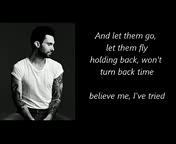 And let them go,
let them fly
holding back, won't
turn back time
believe me, I've tried